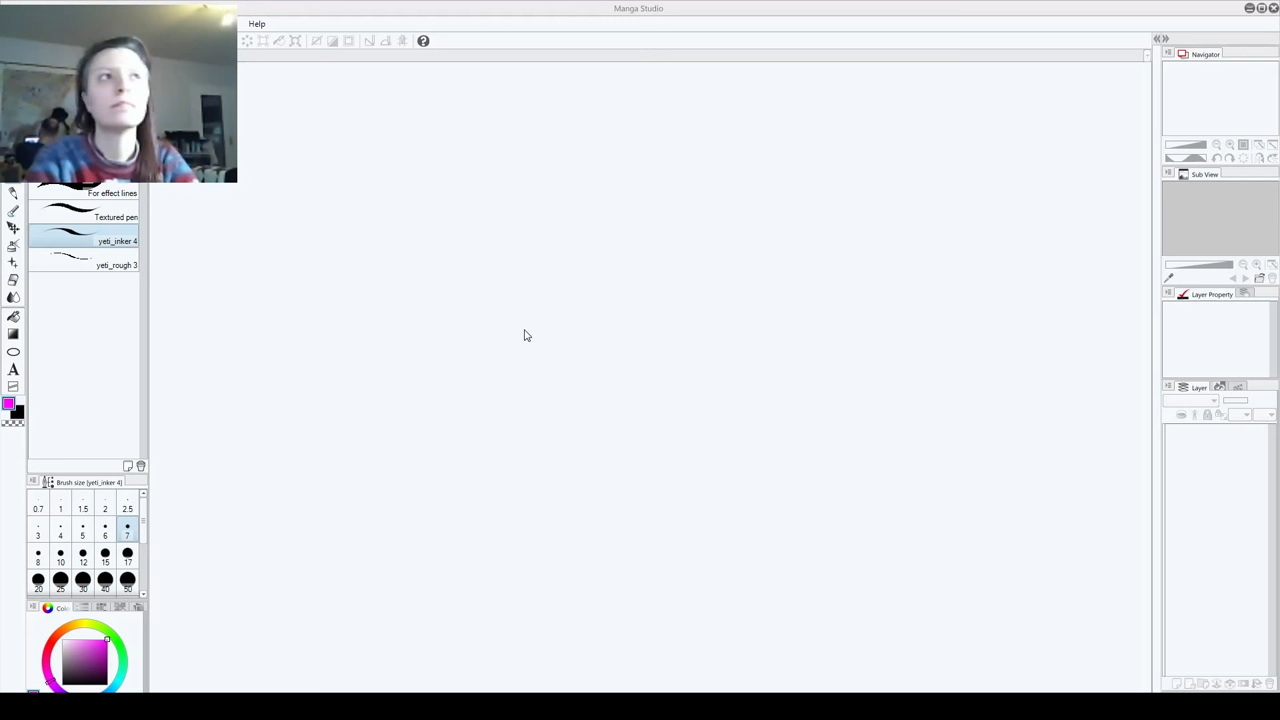 Manga Studio
Help
Navigator
For effect lines
Sub View
Textured pen
yeti_inker 4
yeti_rough 3
Layer Property
Layer
A
Brush size [yeti_inker 4]
0.7 1 1.5 2 2.5
3 4 5 6 7
8 10 12 15 17
20 25 30 40 50
Colo